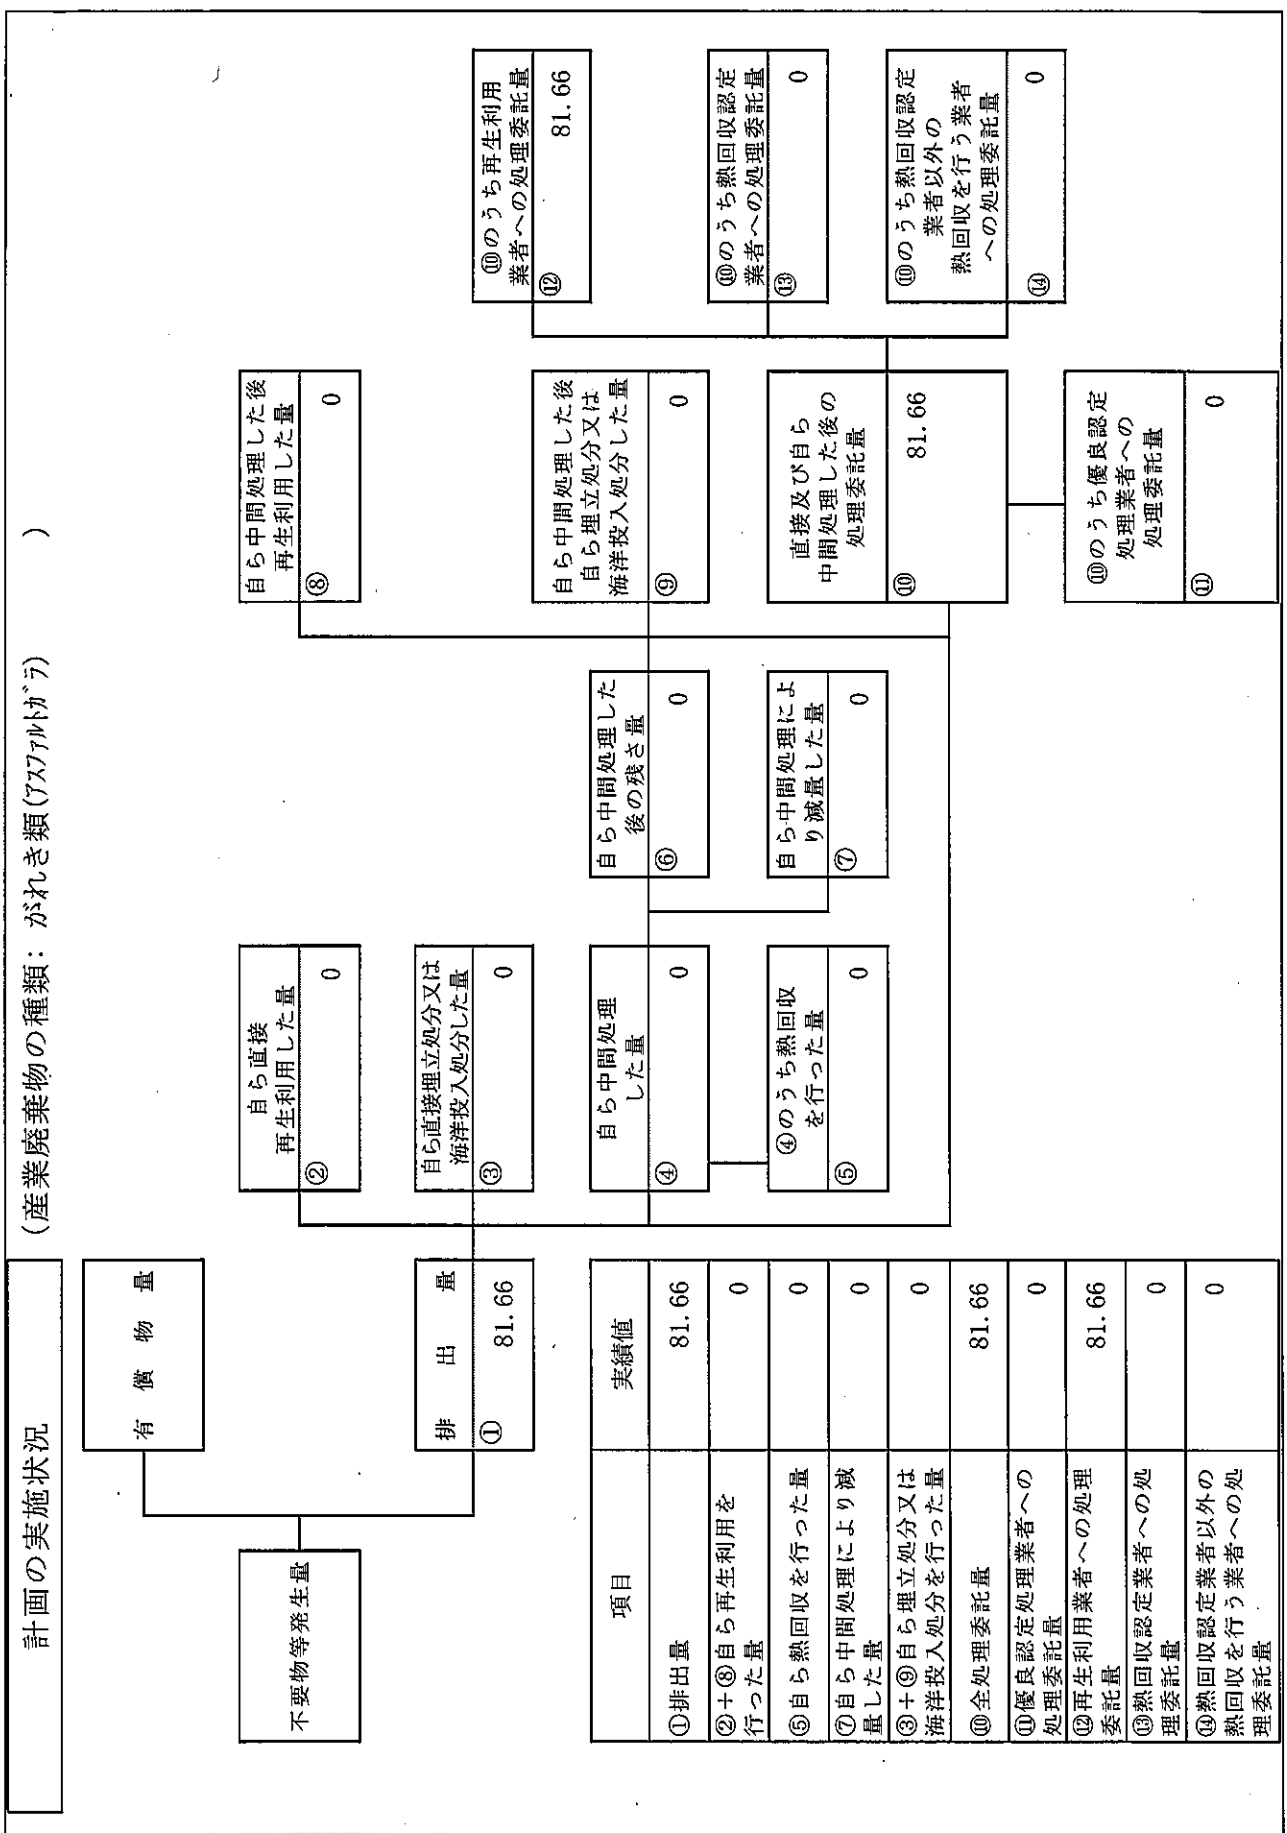 計画の実施状況
(産業廃棄物の種類： がれき類(ｱｽﾌｧﾙﾄｶﾞﾗ) )
有償物量
不要物等発生量
排出量
① 81.66
自ら直接
再生利用した量
② 0
自ら直接埋立処分又は
海洋投入処分した量
③ 0
自ら中間処理
した量
④ 0
④のうち熱回収
を行った量
⑤ 0
自ら中間処理した
後の残さ量
⑥ 0
自ら中間処理によ
り減量した量
⑦ 0
自ら中間処理した後
再生利用した量
⑧ 0
自ら中間処理した後
自ら埋立処分又は
海洋投入処分した量
⑨ 0
直接及び自ら
中間処理した後の
処理委託量
⑩ 81.66
⑩のうち優良認定
処理業者への
処理委託量
⑪ 0
⑩のうち再生利用
業者への処理委託量
⑫ 81.66
⑩のうち熱回収認定
業者への処理委託量
⑬ 0
⑩のうち熱回収認定
業者以外の
熱回収を行う業者
への処理委託量
⑭ 0
項目 実績値
①排出量 81.66
②+⑧自ら再生利用を
行った量 0
⑤自ら熱回収を行った量 0
⑦自ら中間処理により減
量した量 0
③+⑨自ら埋立処分又は
海洋投入処分を行った量 0
⑩全処理委託量 81.66
⑪優良認定処理業者への
処理委託量 0
⑫再生利用業者への処理
委託量 81.66
⑬熱回収認定業者への処
理委託量 0
⑭熱回収認定業者以外の
熱回収を行う業者への処
理委託量 0